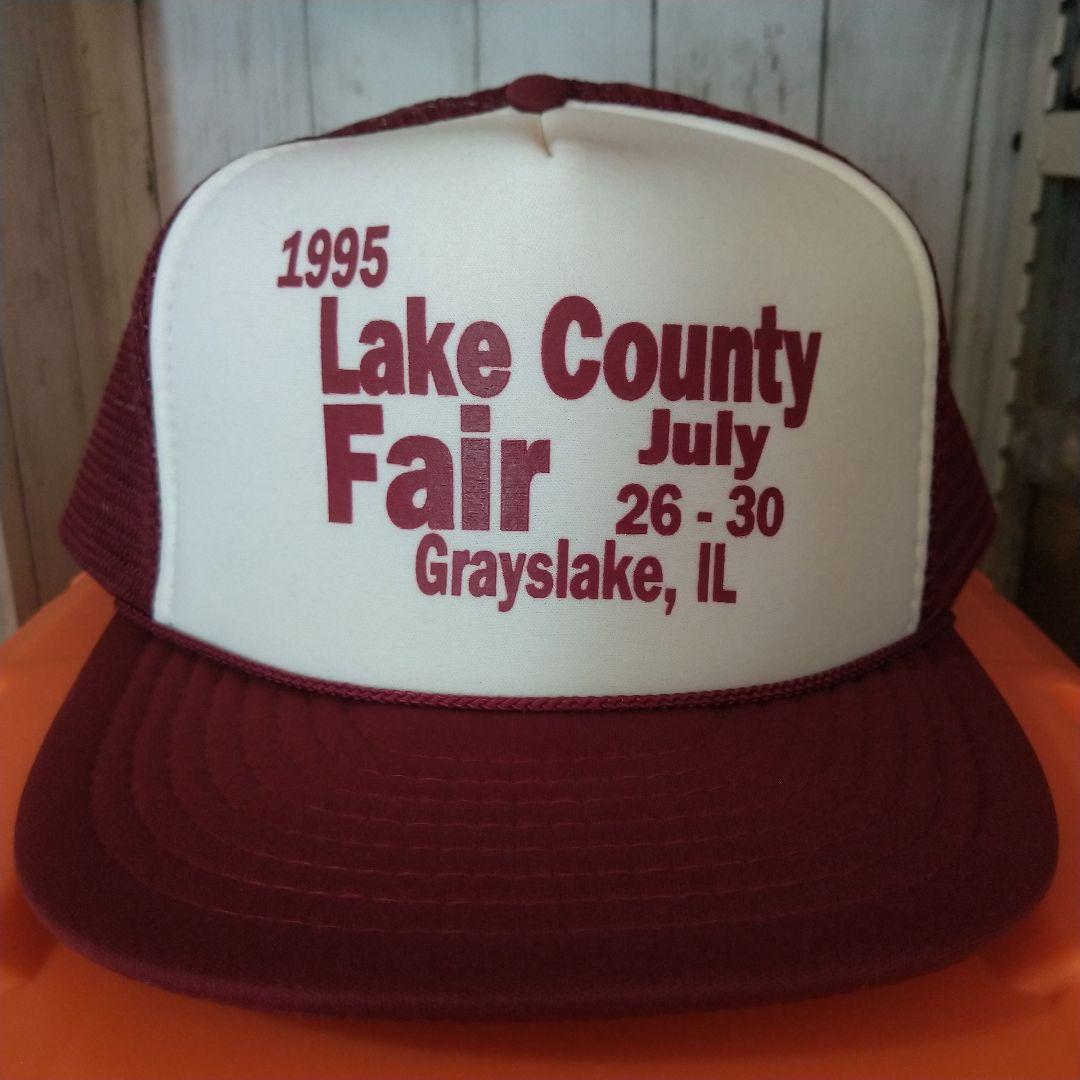 1995
Lake County
Fair
July
26 - 30
Grayslake, IL